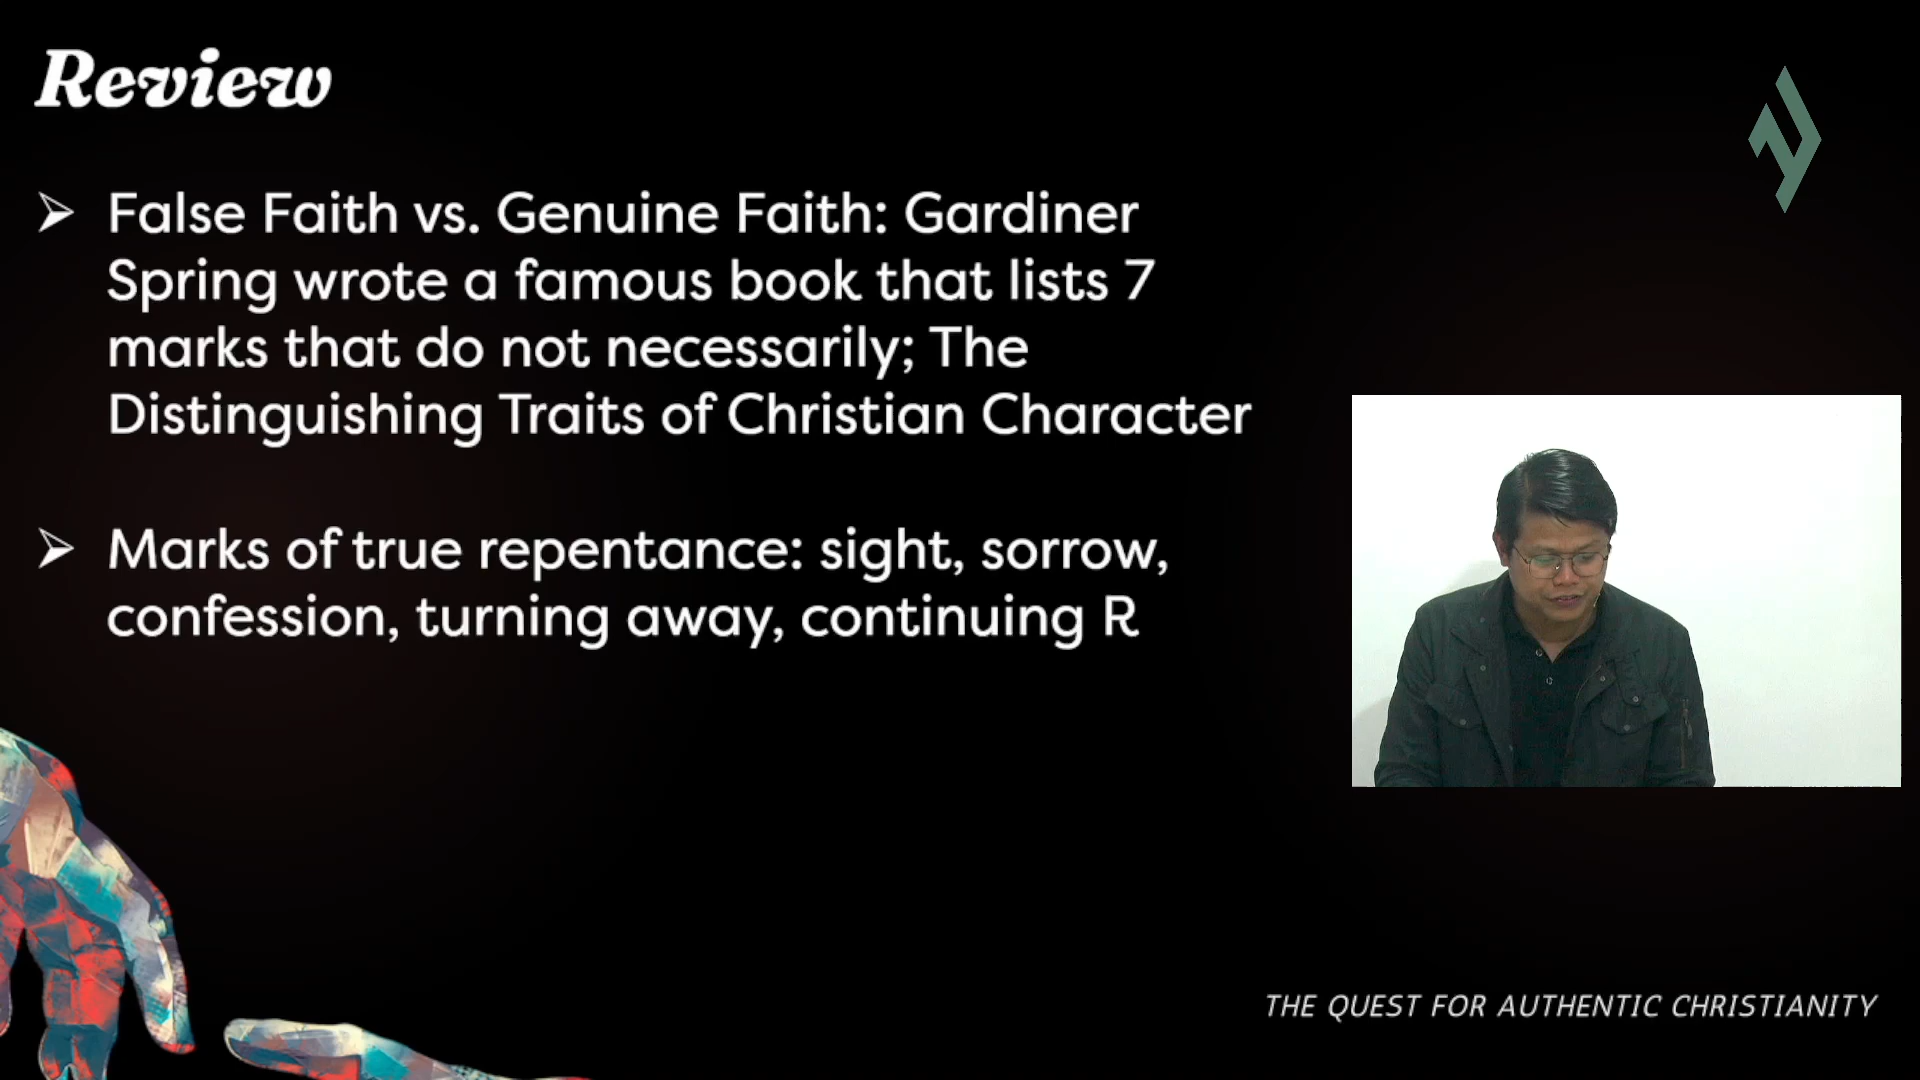 Review
False Faith vs. Genuine Faith: Gardiner
Spring wrote a famous book that lists 7
marks that do not necessarily; The
Distinguishing Traits of Christian Character
Marks of true repentance: sight, sorrow,
confession, turning away, continuing R
THE QUEST FOR AUTHENTIC CHRISTIANITY